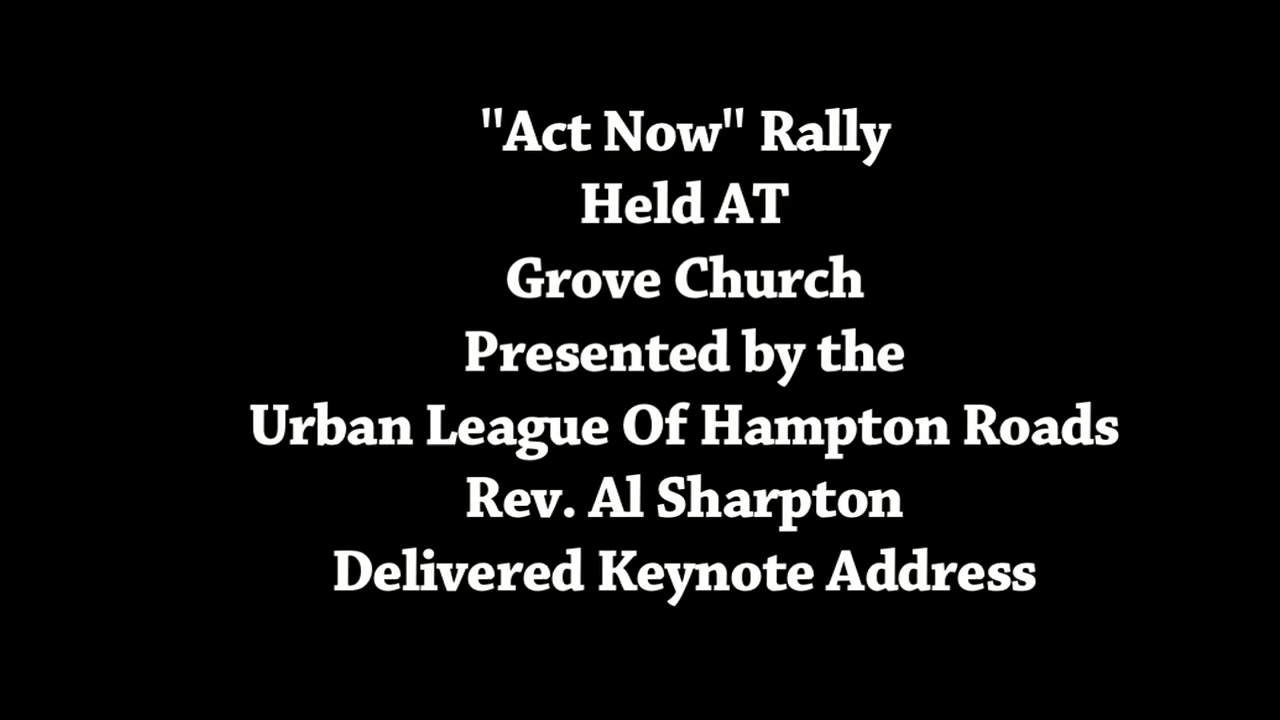 "Act Now" Rally
Held AT
Grove Church
Presented by the
Urban League Of Hampton Roads
Rev. Al Sharpton
Delivered Keynote Address